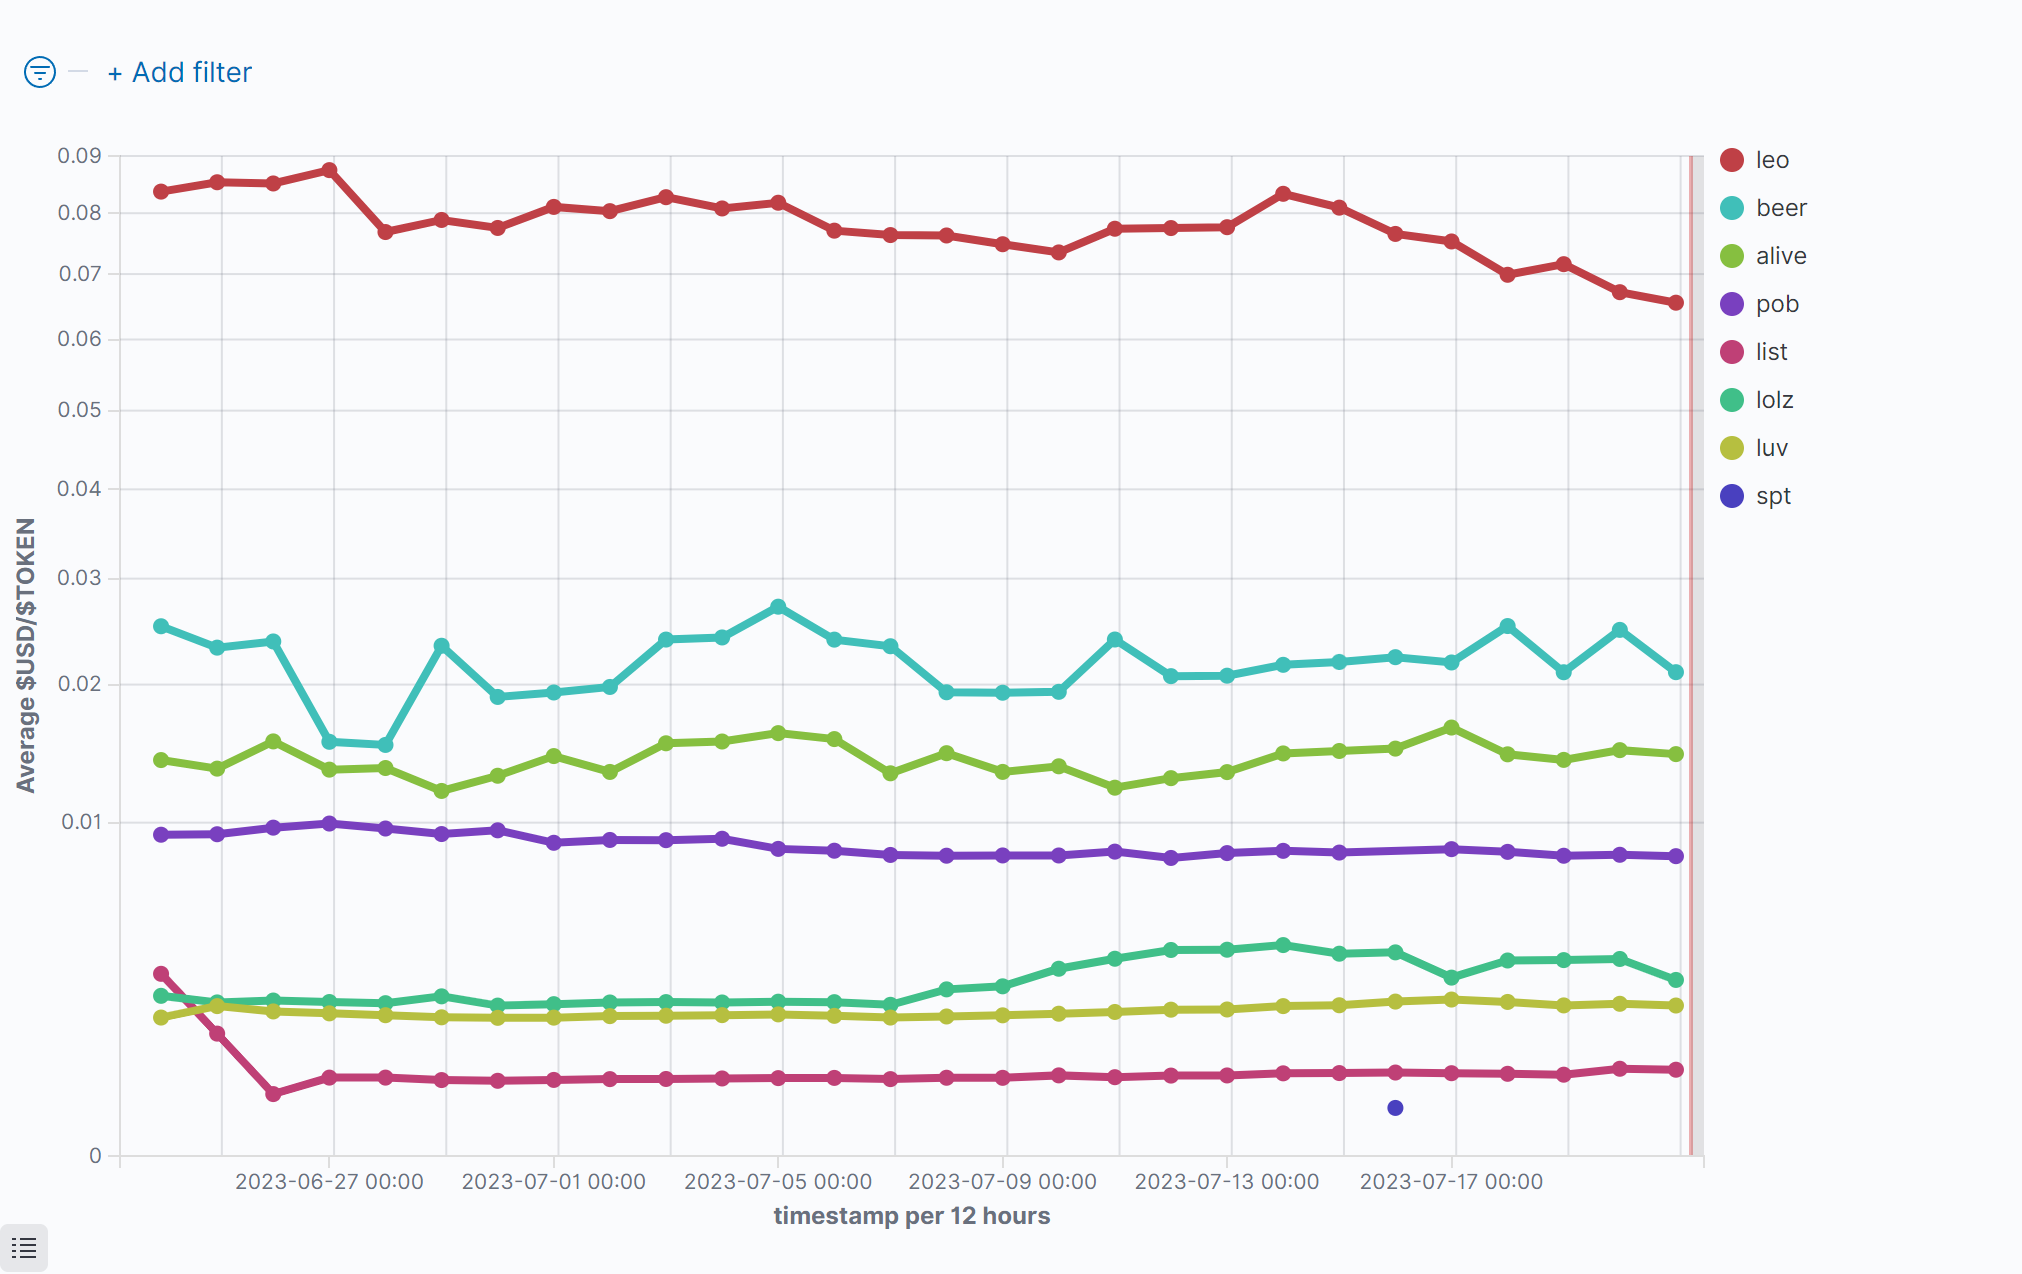 + Add filter
0.09
0.08
0.07
0.06
0.05
0.04
0.03
0.02
0.01
0
Average $USD/$TOKEN
2023-06-27 00:00
2023-07-01 00:00
2023-07-05 00:00
2023-07-09 00:00
2023-07-13 00:00
2023-07-17 00:00
timestamp per 12 hours
leo
beer
alive
pob
list
lolz
luv
spt